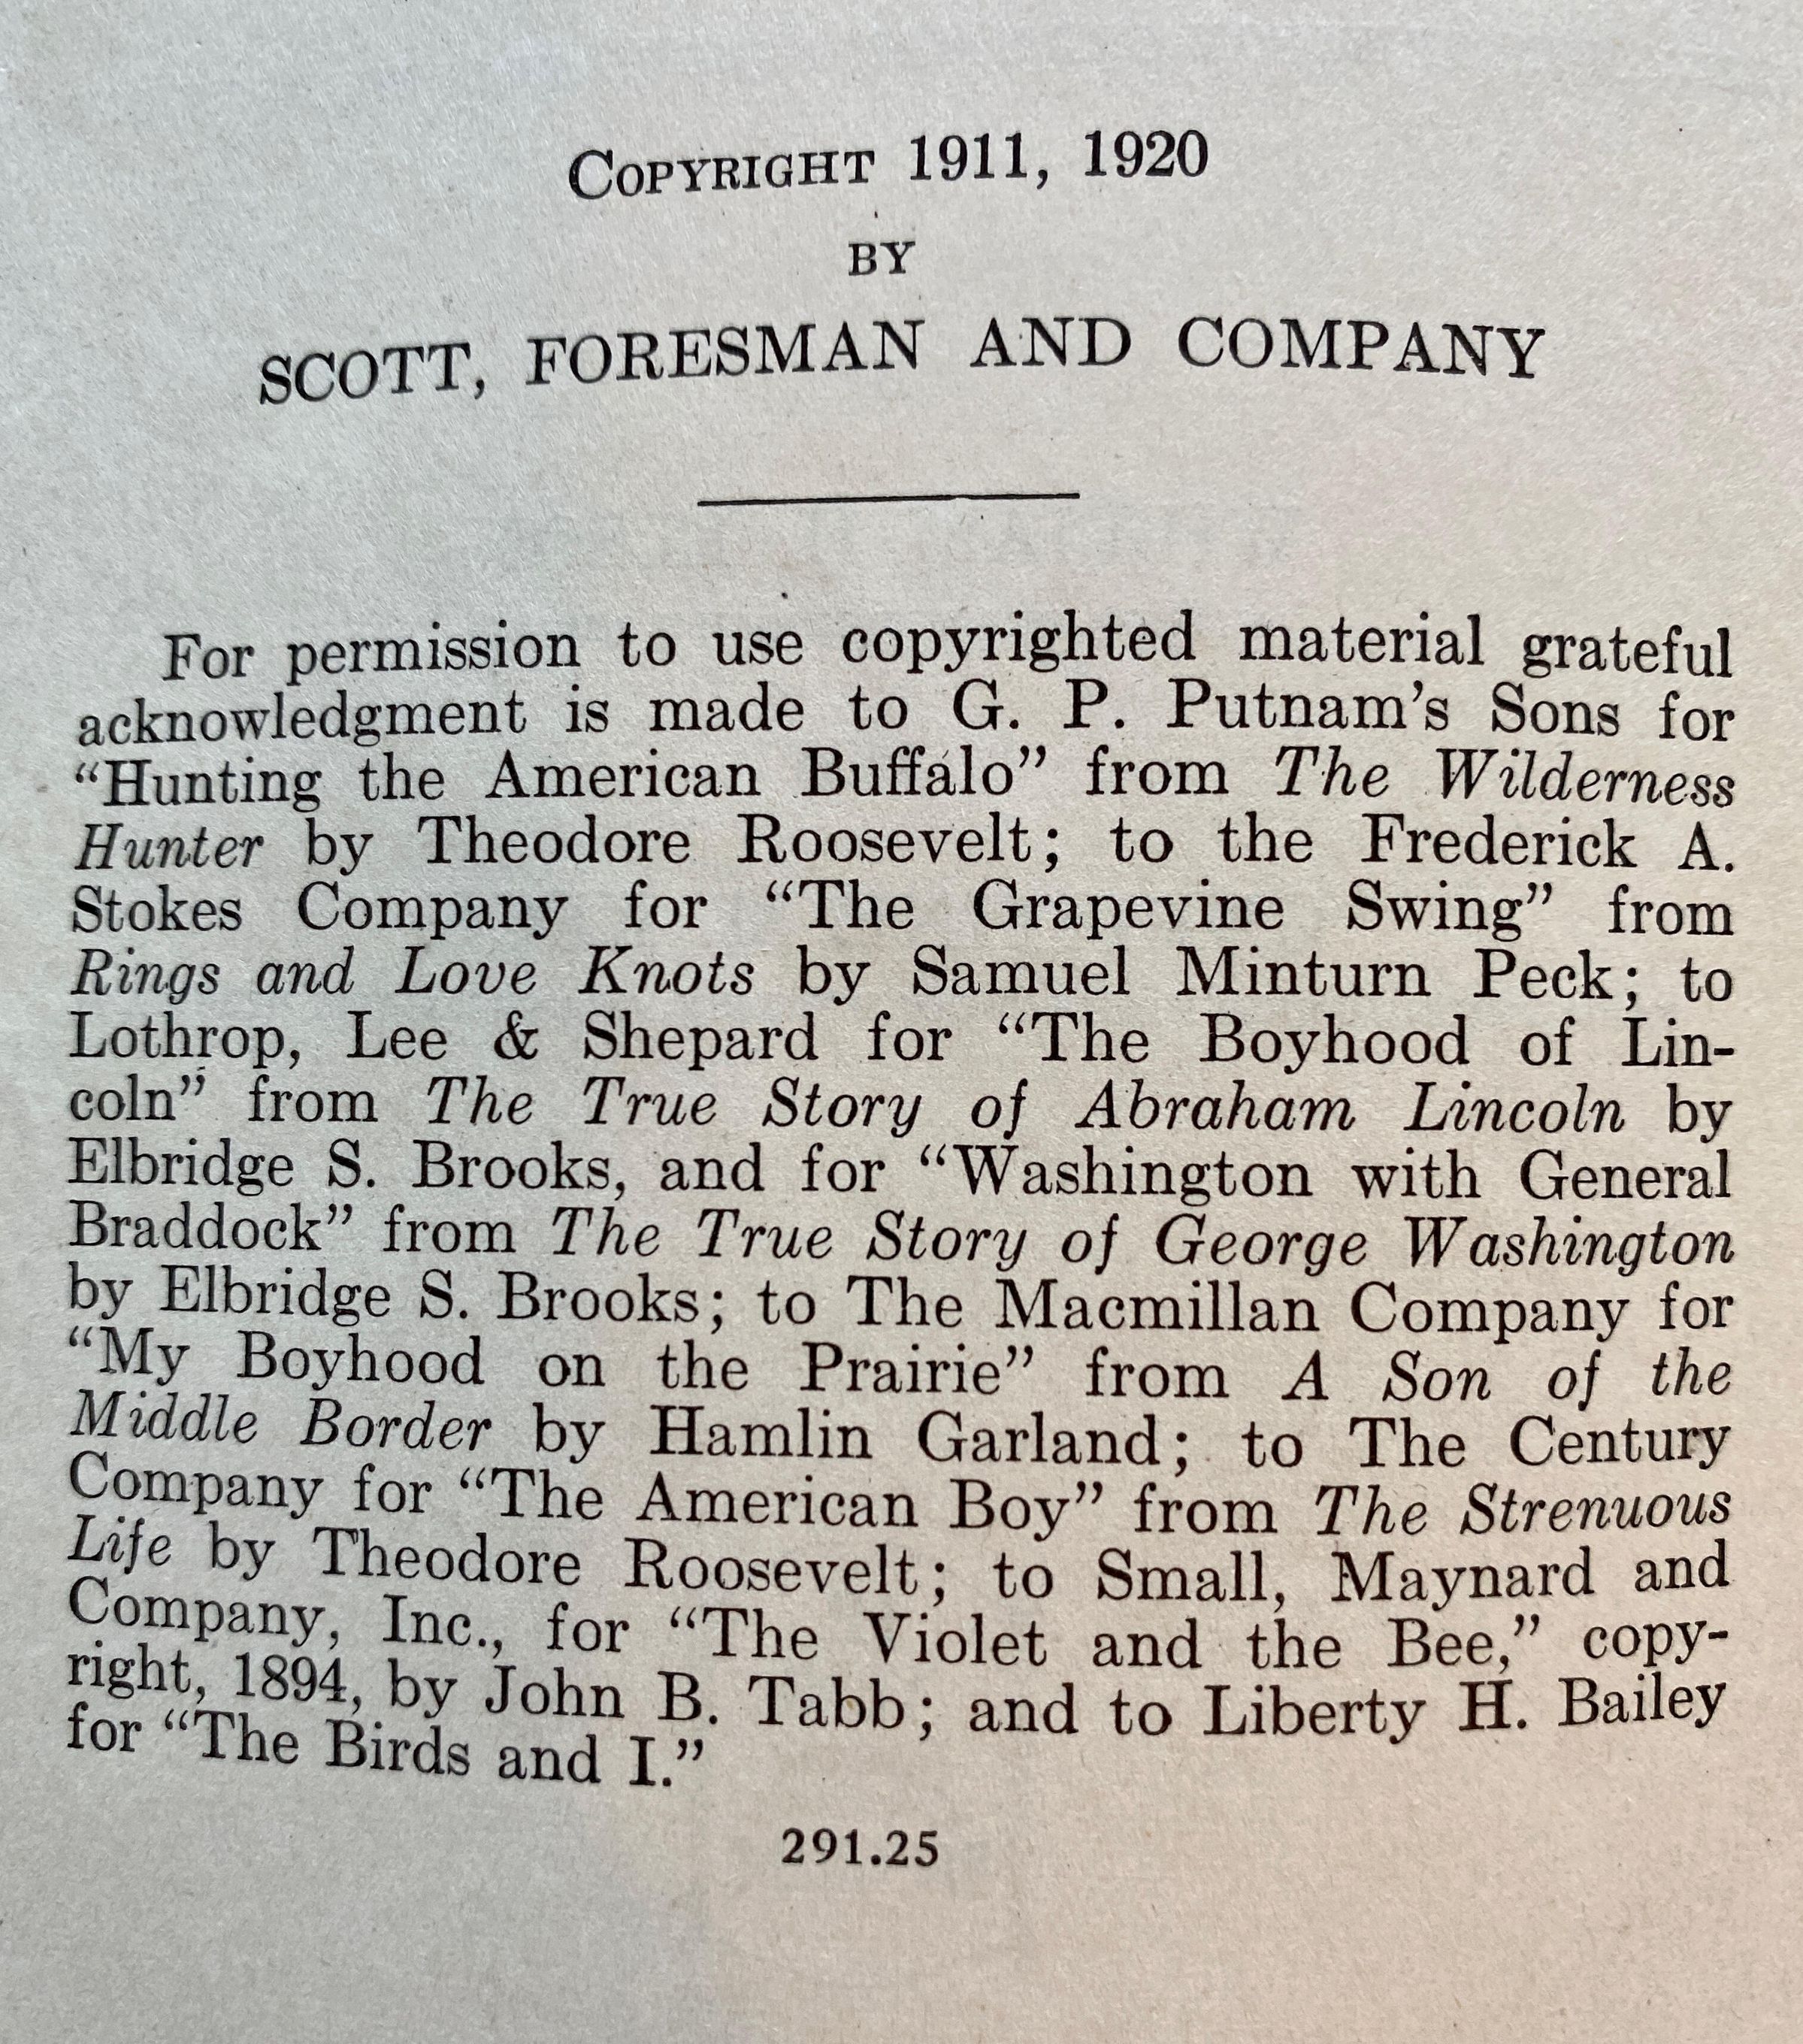 COPYRIGHT 1911, 1920
BY
SCOTT, FORESMAN AND COMPANY
For permission to use copyrighted material grateful
acknowledgment is made to G. P. Putnam’s Sons for
“Hunting the American Buffalo” from The Wilderness
Hunter by Theodore Roosevelt; to the Frederick A.
Stokes Company for “The Grapevine Swing” from
Rings and Love Knots by Samuel Minturn Peck; to
Lothrop, Lee & Shepard for “The Boyhood of Lin-
coln” from The True Story of Abraham Lincoln by
Elbridge S. Brooks, and for “Washington with General
Braddock” from The True Story of George Washington
by Elbridge S. Brooks; to The Macmillan Company for
“My Boyhood on the Prairie” from A Son of the
Middle Border by Hamlin Garland; to The Century
Company for “The American Boy” from The Strenuous
Life by Theodore Roosevelt; to Small, Maynard and
Company, Inc., for “The Violet and the Bee,” copy-
right, 1894, by John B. Tabb; and to Liberty H. Bailey
for “The Birds and I.”
291.25